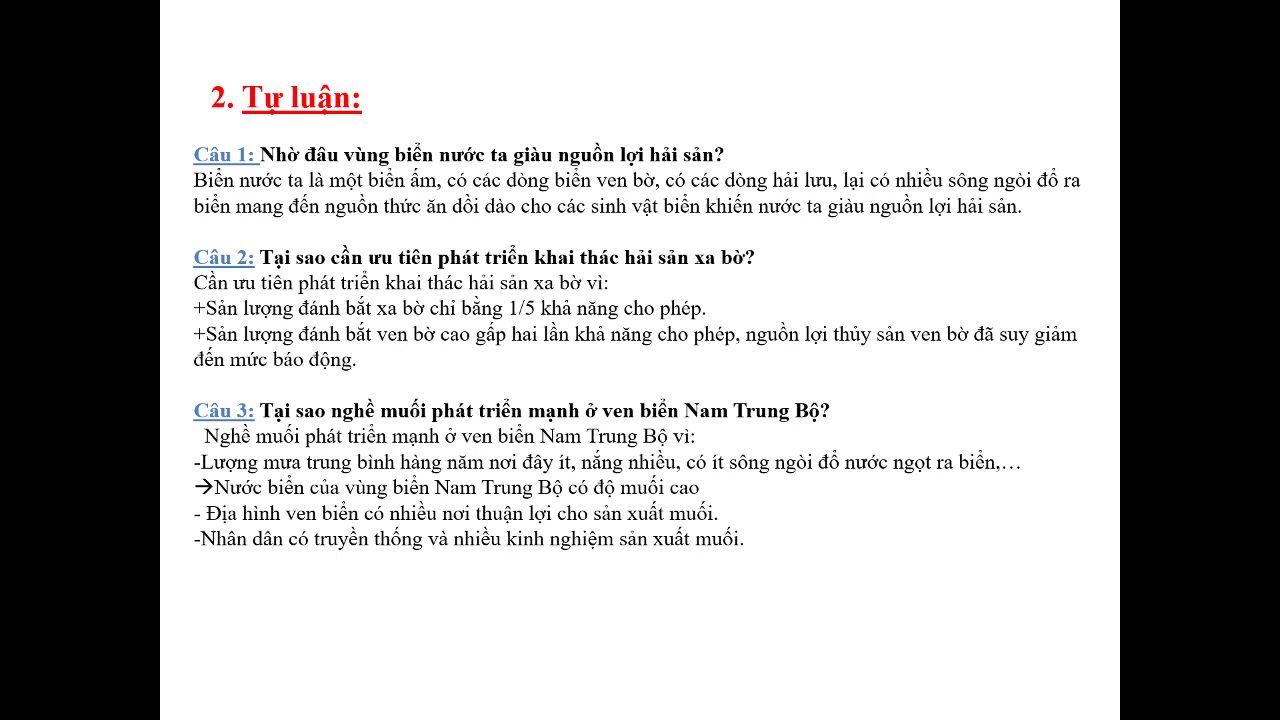 2. Tự luận:
Câu 1: Nhờ đâu vùng biển nước ta giàu nguồn lợi hải sản?
Biển nước ta là một biển ấm, có các dòng biển ven bờ, có các dòng hải lưu, lại có nhiều sông ngòi đổ ra
biển mang đến nguồn thức ăn dồi dào cho các sinh vật biển khiến nước ta giàu nguồn lợi hải sản.
Câu 2: Tại sao cần ưu tiên phát triển khai thác hải sản xa bờ?
Cần ưu tiên phát triển khai thác hải sản xa bờ vì:
+Sản lượng đánh bắt xa bờ chỉ bằng 1/5 khả năng cho phép.
+Sản lượng đánh bắt ven bờ cao gấp hai lần khả năng cho phép, nguồn lợi thủy sản ven bờ đã suy giảm
đến mức báo động.
Câu 3: Tại sao nghề muối phát triển mạnh ở ven biển Nam Trung Bộ?
Nghề muối phát triển mạnh ở ven biển Nam Trung Bộ vì:
-Lượng mưa trung bình hàng năm nơi đây ít, nắng nhiều, có ít sông ngòi đổ nước ngọt ra biển,…
→Nước biển của vùng biển Nam Trung Bộ có độ muối cao
- Địa hình ven biển có nhiều nơi thuận lợi cho sản xuất muối.
-Nhân dân có truyền thống và nhiều kinh nghiệm sản xuất muối.